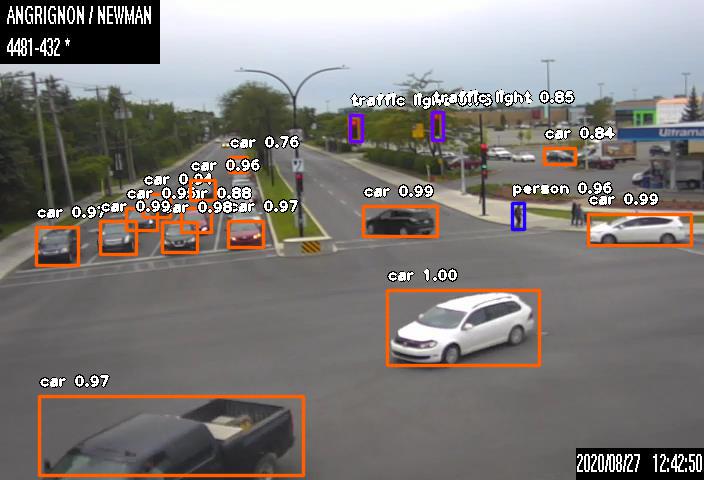 ANGRIGNON / NEWMAN
4481-432 *
traffic light 0.85
car 0.84
car 0.76
car 0.96
person 0.96
car 0.99
car 0.99
car 0.88
car 0.99
car 0.98
car 0.97
car 0.97
car 1.00
car 0.97
Ultramar
2020/08/27 12:42:50